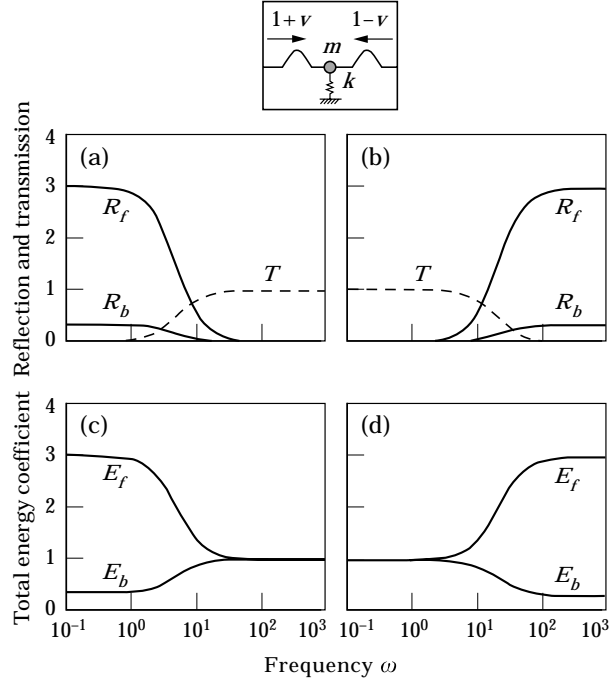 1+v 1−v
m
k
Reflection and transmission
4
3
2
1
0
(a)
R_f
T
R_b
(b)
R_f
T
R_b
Total energy coefficient
4
3
2
1
0
(c)
E_f
E_b
10^−1 10^0 10^1 10^2 10^3
(d)
E_f
E_b
10^−1 10^0 10^1 10^2 10^3
Frequency ω